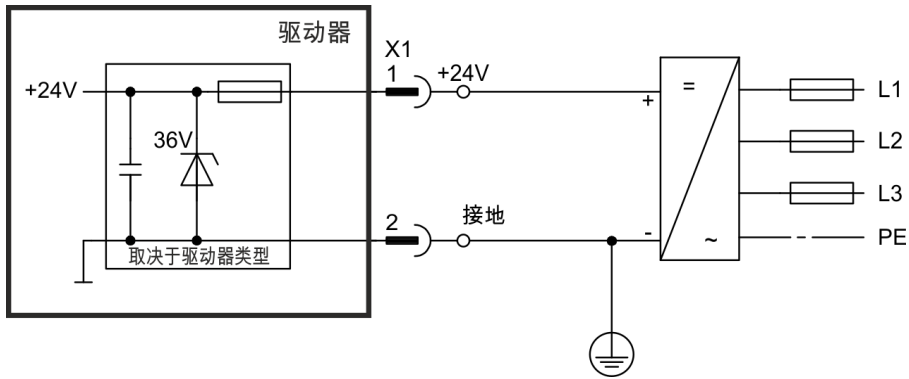 驱动器
X1
1
+24V
+24V
36V
取决于驱动器类型
2
接地
+
=
-
~
L1
L2
L3
PE